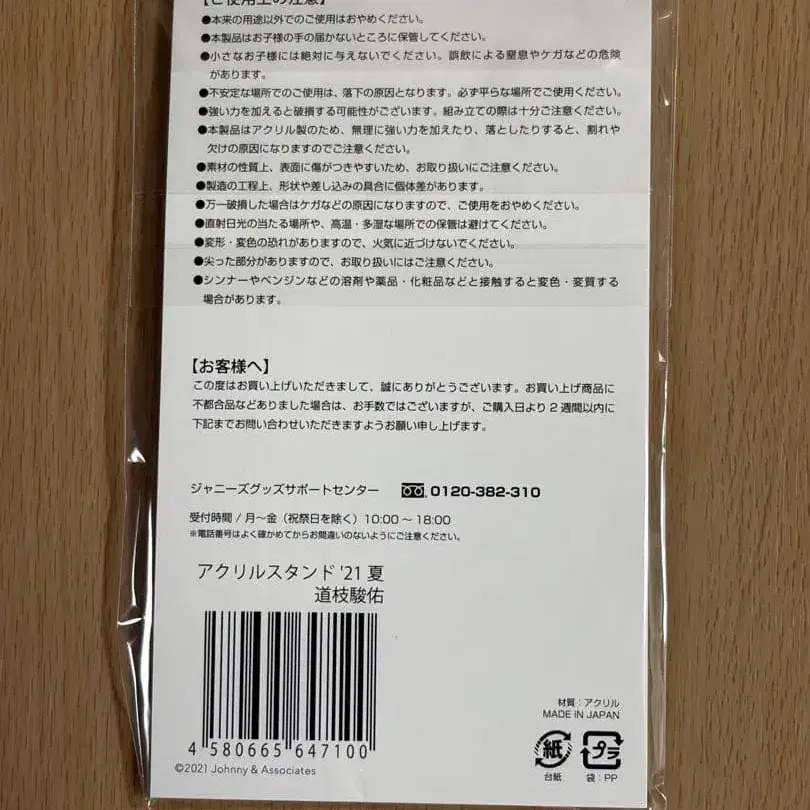 【ご使用上の注意】
●本来の用途以外でのご使用はおやめください。
●本製品はお子様の手の届かないところに保管してください。
●小さなお子様には絶対に与えないでください。誤飲による窒息やケガなどの危険
があります。
●不安定な場所でのご使用は、落下の原因となります。必ず平らな場所でご使用ください。
●強い力を加えると破損する可能性がございます。組み立ての際は十分ご注意ください。
●本製品はアクリル製のため、無理に強い力を加えたり、落としたりすると、割れや
欠けの原因になりますのでご注意ください。
●素材の性質上、表面に傷がつきやすいため、お取り扱いにご注意ください。
●製造の工程上、形状や差し込みの具合に個体差があります。
●万一破損した場合はケガなどの原因になりますので、ご使用をおやめください。
●直射日光の当たる場所や、高温・多湿な場所での保管は避けてください。
●変形・変色の恐れがありますので、火気に近づけないでください。
●尖った部分がありますので、お取り扱いにはご注意ください。
●シンナーやベンジンなどの溶剤や薬品・化粧品などと接触すると変色・変質する
場合があります。
【お客様へ】
この度はお買い上げいただきまして、誠にありがとうございます。お買い上げ商品に
不都合品などありました場合は、お手数ではございますが、ご購入日より2週間以内に
下記までお問い合わせいただきますようお願い申し上げます。
ジャニーズグッズサポートセンター 0120-382-310
受付時間 / 月〜金（祝祭日を除く）10:00 〜 18:00
※電話番号はよく確かめてからお間違いのないようにご注意ください。
アクリルスタンド '21 夏
道枝駿佑
4 580665 647100
©2021 Johnny & Associates
材質：アクリル
MADE IN JAPAN
紙 プラ
台紙 袋：PP